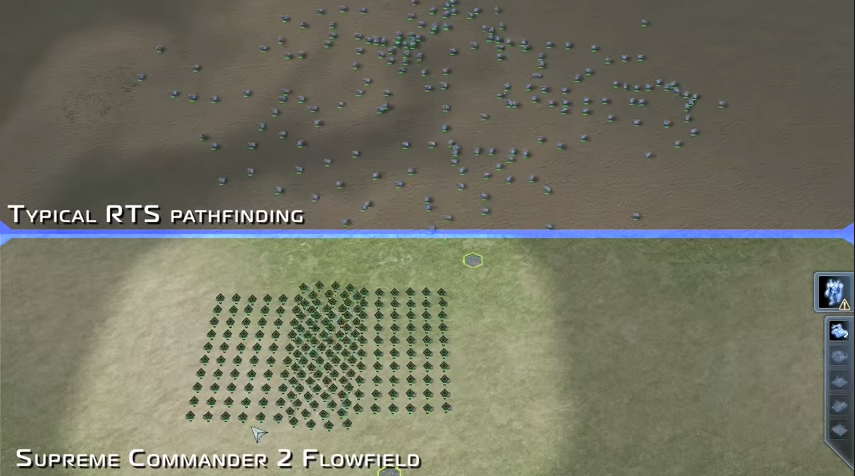 Typical RTS pathfinding
Supreme Commander 2 Flowfield